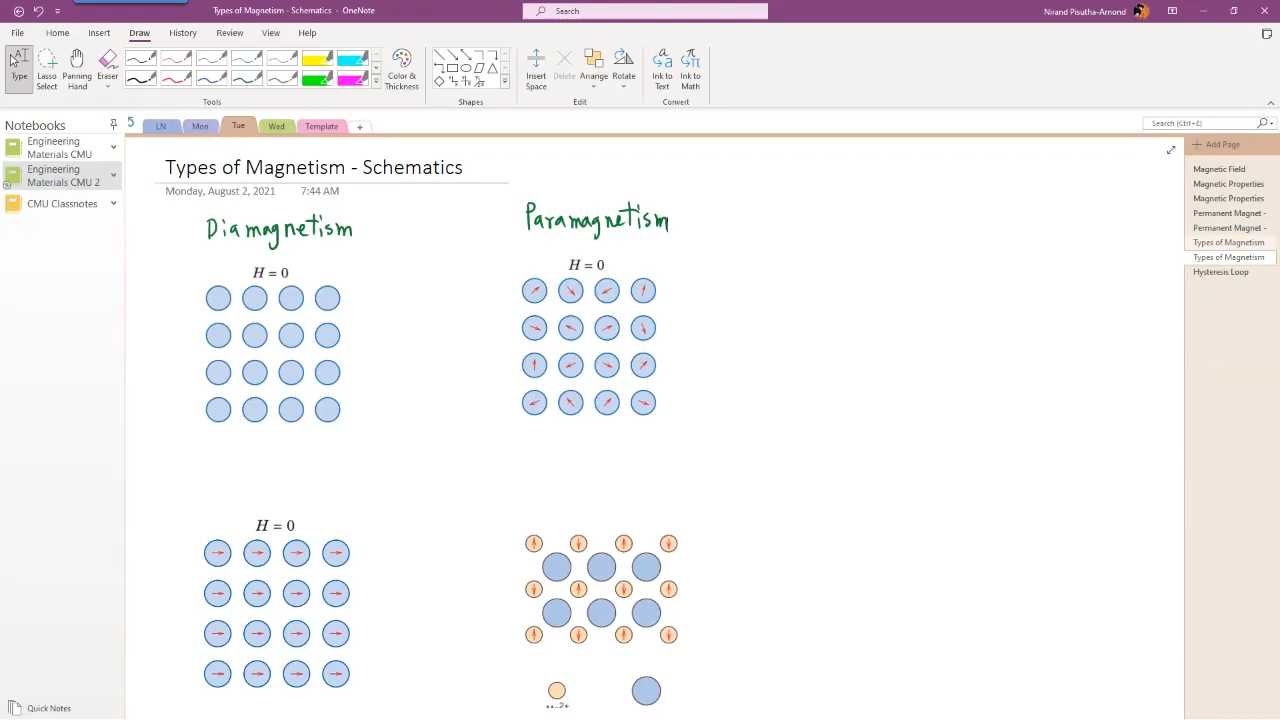 Types of Magnetism - Schematics - OneNote
Search
Nirand Pisutha-Arnond
File Home Insert Draw History Review View Help
Type
Lasso Select
Panning Hand
Eraser
Color & Thickness
Insert Space
Delete
Arrange
Rotate
Ink to Text
Ink to Math
Tools
Shapes
Edit
Convert
Notebooks
5
LN Mon Tue Wed Template
Search (Ctrl+E)
Engineering Materials CMU
Engineering Materials CMU 2
CMU Classnotes
Add Page
Magnetic Field
Magnetic Properties
Magnetic Properties
Permanent Magnet -
Permanent Magnet -
Types of Magnetism
Types of Magnetism
Hysteresis Loop
Types of Magnetism - Schematics
Monday, August 2, 2021 7:44 AM
Diamagnetism
Paramagnetism
H = 0
H = 0
H = 0
Quick Notes